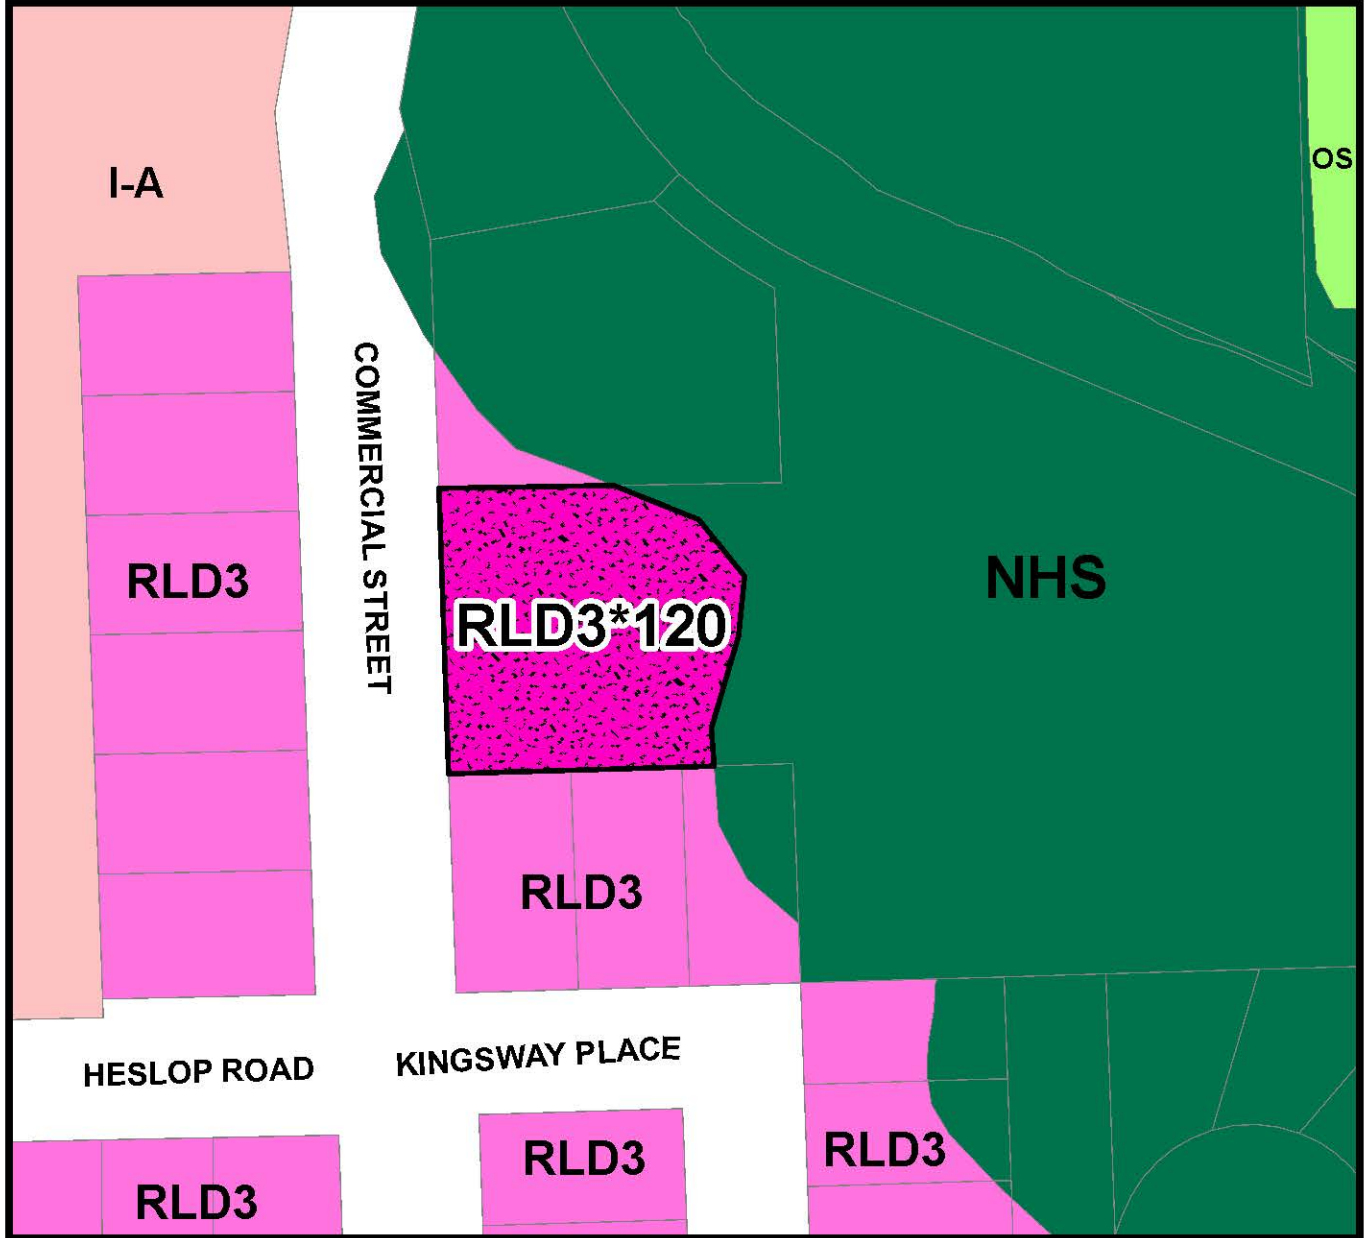 I-A
OS
COMMERCIAL STREET
RLD3
NHS
RLD3*120
RLD3
HESLOP ROAD
KINGSWAY PLACE
RLD3
RLD3
RLD3